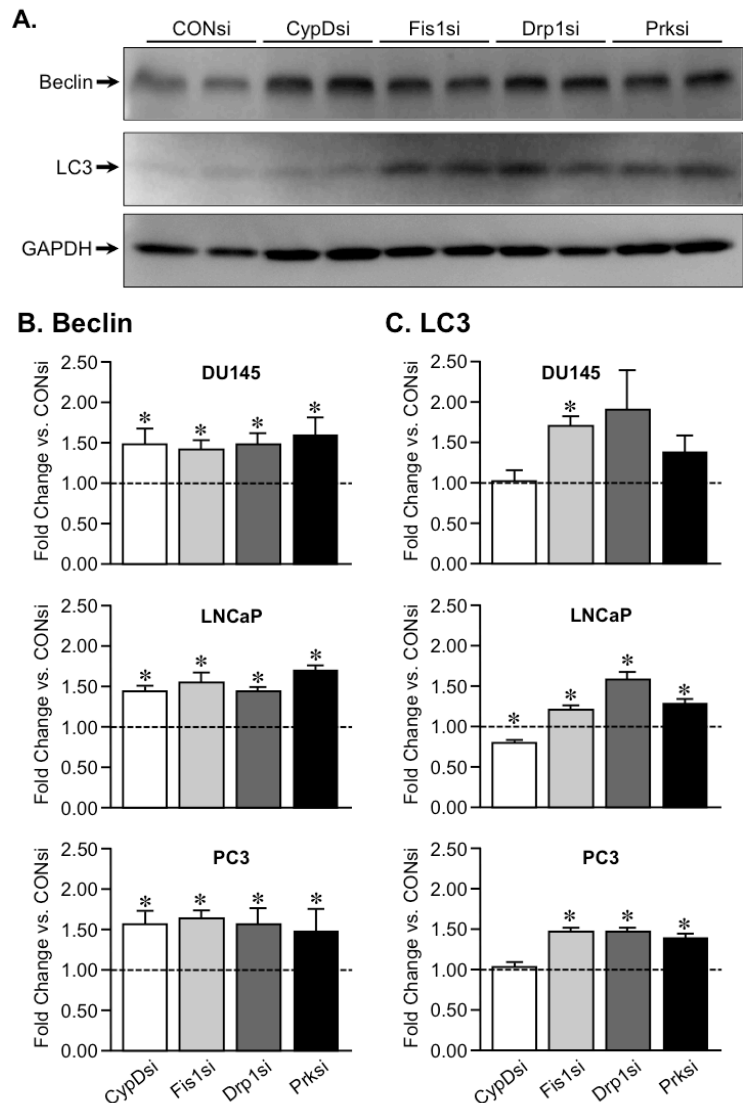 A.
CONsi CypDsi Fis1si Drp1si Prksi
Beclin
LC3
GAPDH
B. Beclin
DU145
Fold Change vs. CONsi
2.50
2.00
1.50
1.00
0.50
0.00
* * * *
LNCaP
Fold Change vs. CONsi
2.50
2.00
1.50
1.00
0.50
0.00
* * * *
PC3
Fold Change vs. CONsi
2.50
2.00
1.50
1.00
0.50
0.00
* * * *
CypDsi Fis1si Drp1si Prksi
C. LC3
DU145
Fold Change vs. CONsi
2.50
2.00
1.50
1.00
0.50
0.00
*
LNCaP
Fold Change vs. CONsi
2.50
2.00
1.50
1.00
0.50
0.00
* * * *
PC3
Fold Change vs. CONsi
2.50
2.00
1.50
1.00
0.50
0.00
* * *
CypDsi Fis1si Drp1si Prksi